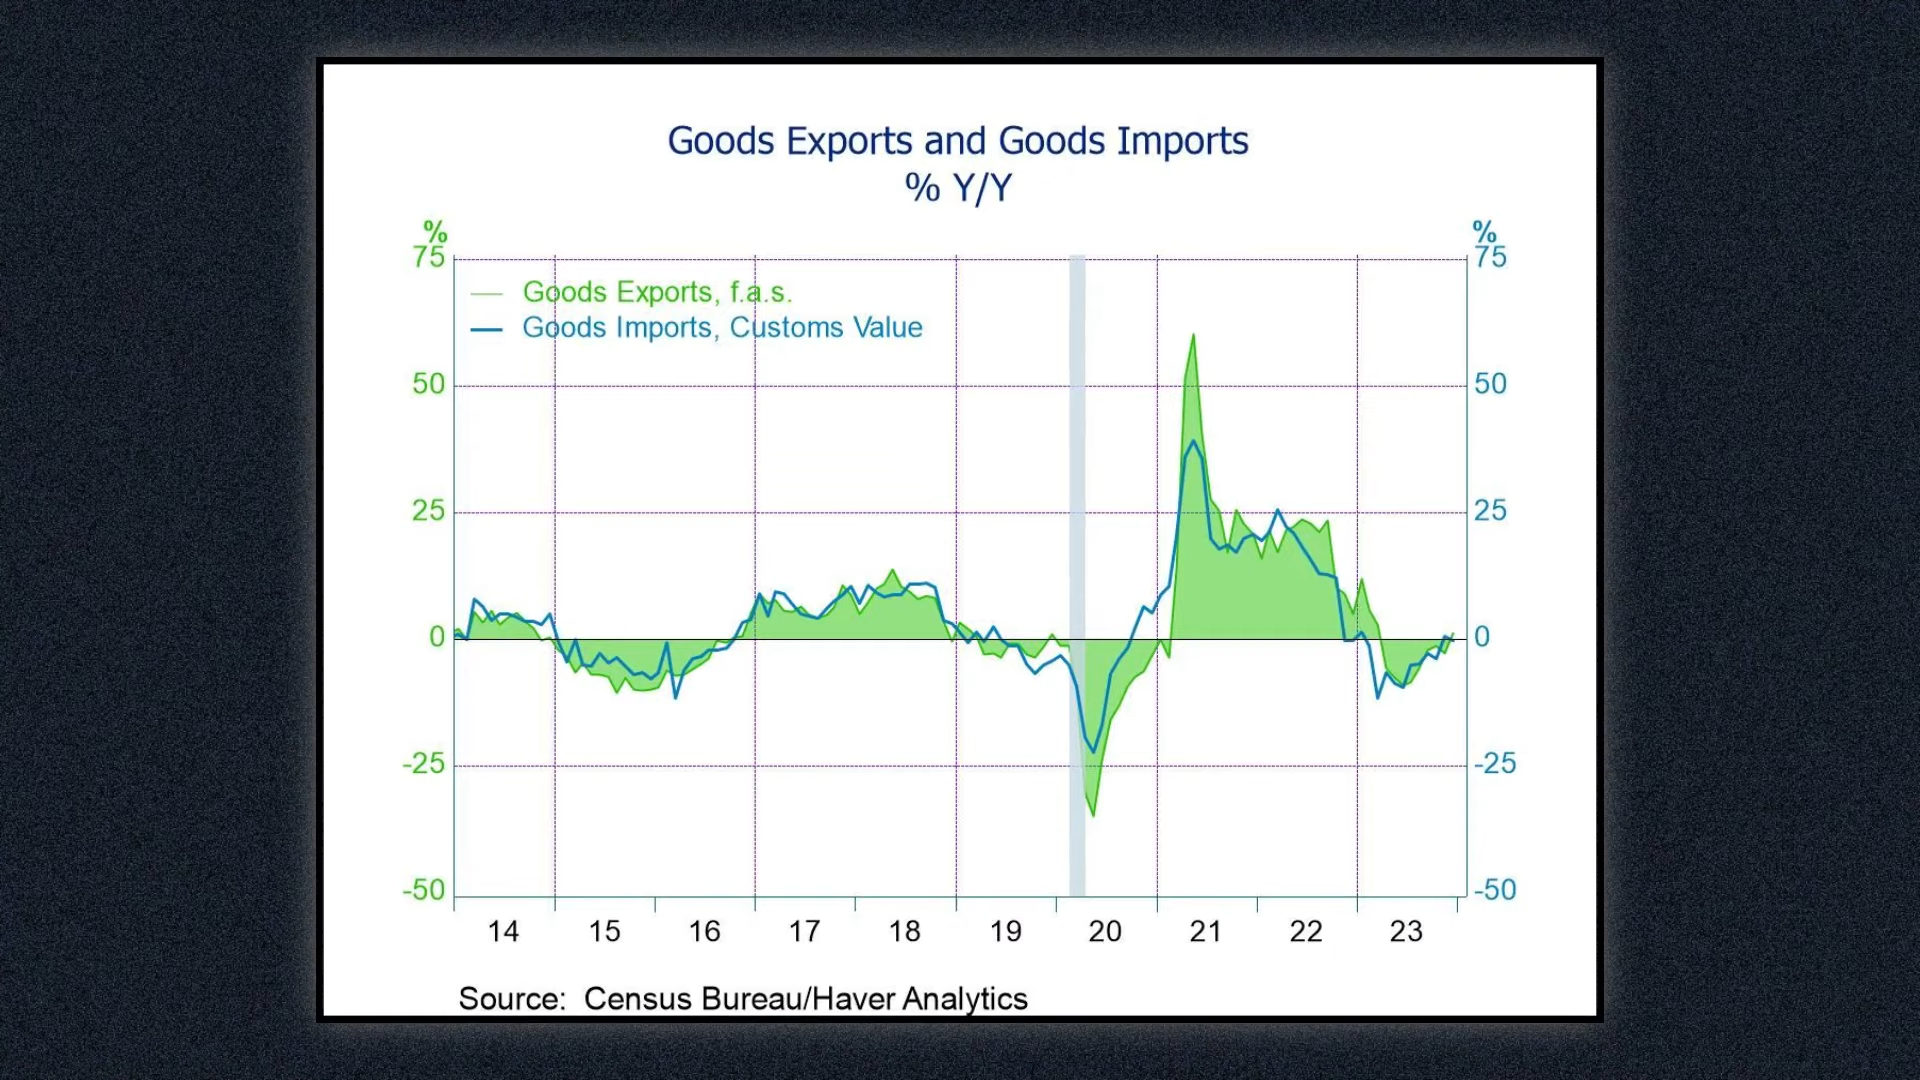 Goods Exports and Goods Imports
% Y/Y
% %
75 75
Goods Exports, f.a.s.
Goods Imports, Customs Value
50 50
25 25
0 0
-25 -25
-50 -50
14 15 16 17 18 19 20 21 22 23
Source: Census Bureau/Haver Analytics